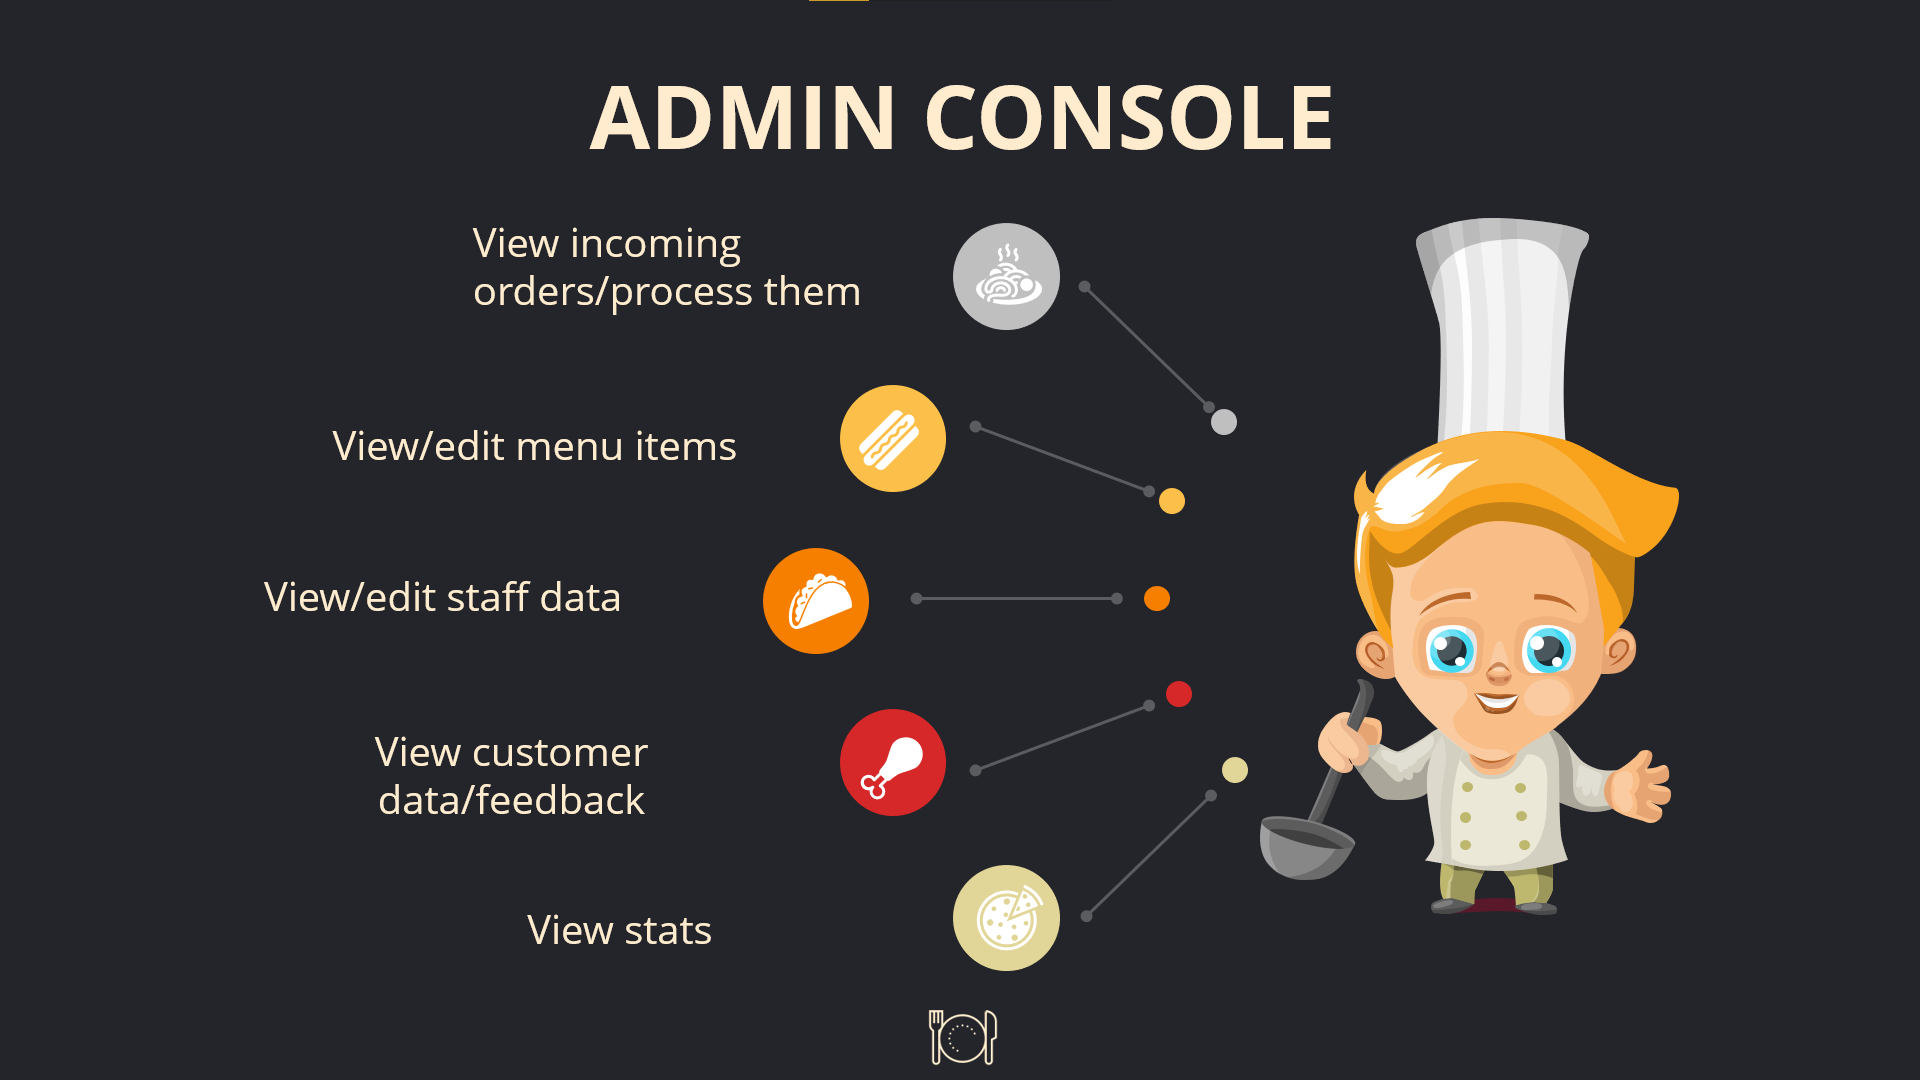 ADMIN CONSOLE
View incoming
orders/process them
View/edit menu items
View/edit staff data
View customer
data/feedback
View stats